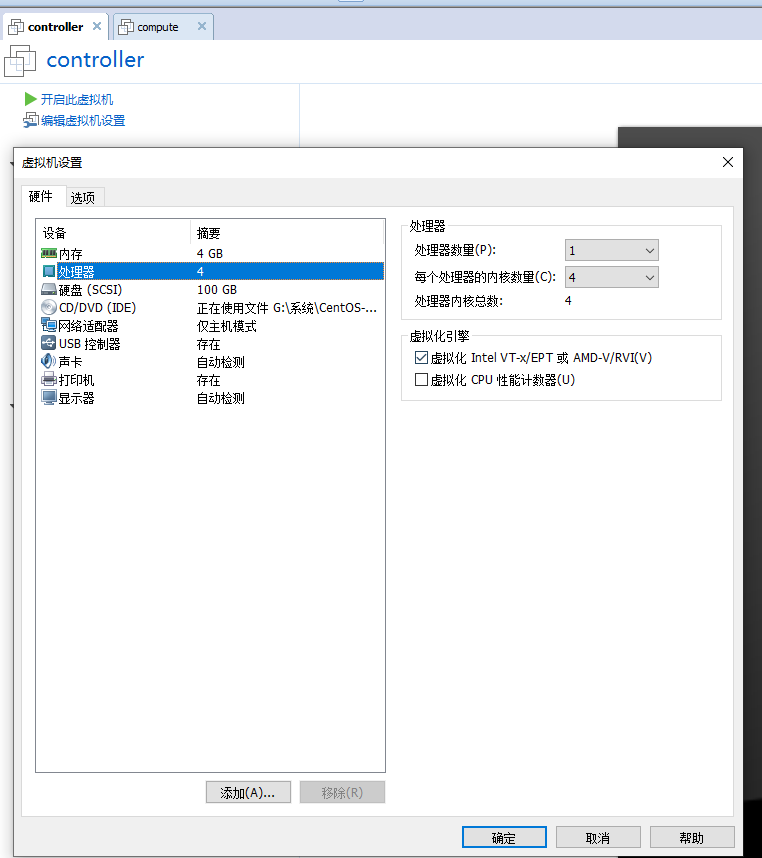 controller × compute ×
controller
开启此虚拟机
编辑虚拟机设置
虚拟机设置
硬件 选项
设备 摘要
内存 4 GB
处理器 4
硬盘 (SCSI) 100 GB
CD/DVD (IDE) 正在使用文件 G:\系统\CentOS-...
网络适配器 仅主机模式
USB 控制器 存在
声卡 自动检测
打印机 存在
显示器 自动检测
添加(A)... 移除(R)
处理器
处理器数量(P): 1
每个处理器的内核数量(C): 4
处理器内核总数: 4
虚拟化引擎
虚拟化 Intel VT-x/EPT 或 AMD-V/RVI(V)
虚拟化 CPU 性能计数器(U)
确定 取消 帮助